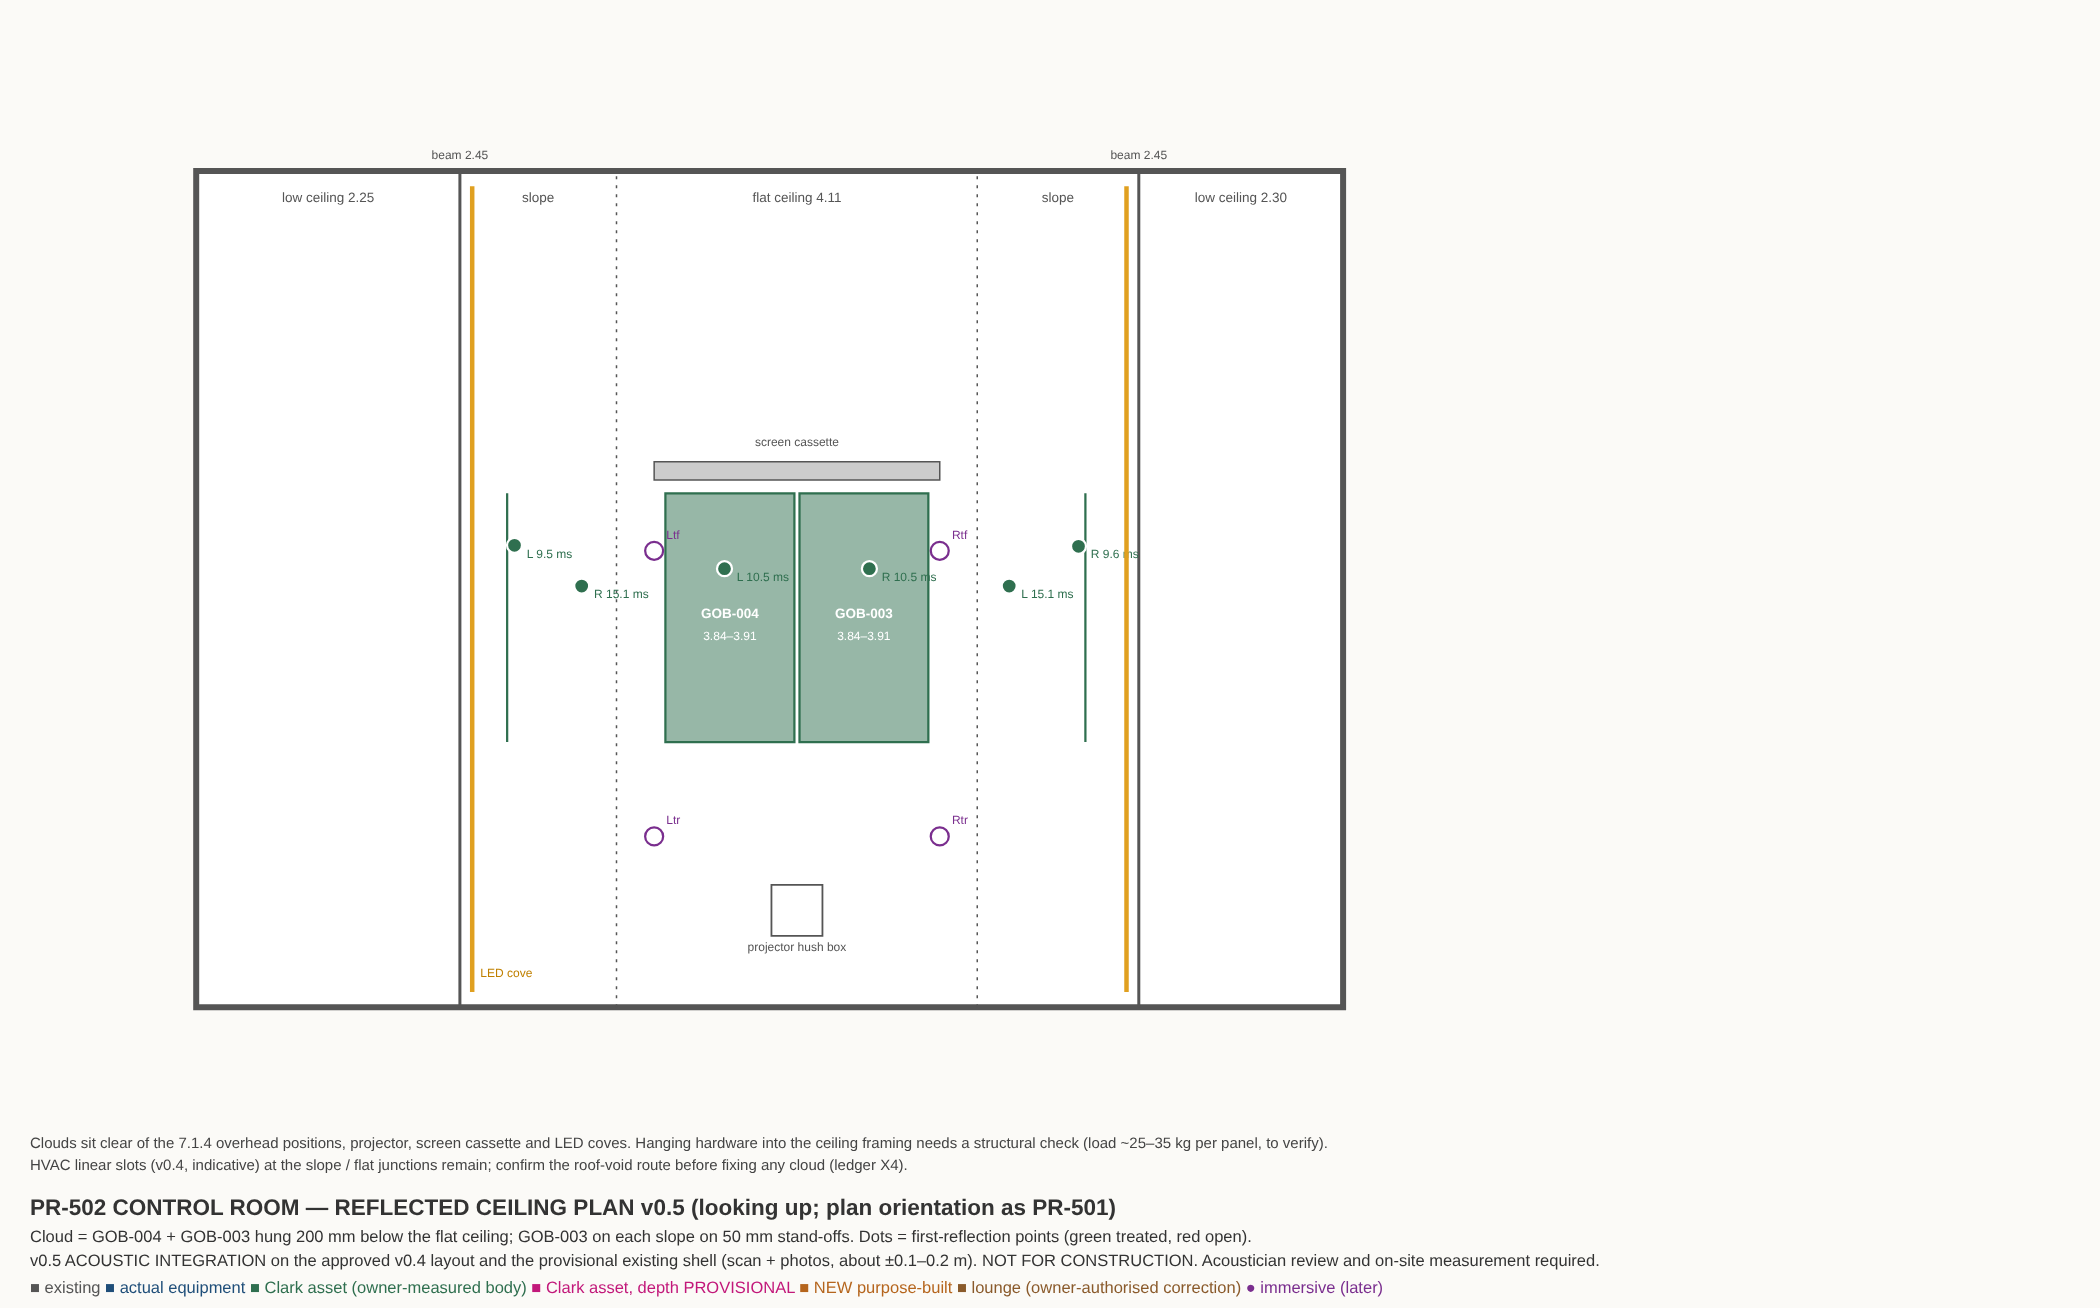 beam 2.45
beam 2.45
low ceiling 2.25
slope
flat ceiling 4.11
slope
low ceiling 2.30
screen cassette
Ltf
Rtf
L 9.5 ms
R 9.6 ms
L 10.5 ms
R 10.5 ms
R 15.1 ms
L 15.1 ms
GOB-004
GOB-003
3.84–3.91
3.84–3.91
Ltr
Rtr
projector hush box
LED cove
Clouds sit clear of the 7.1.4 overhead positions, projector, screen cassette and LED coves. Hanging hardware into the ceiling framing needs a structural check (load ~25–35 kg per panel, to verify).
HVAC linear slots (v0.4, indicative) at the slope / flat junctions remain; confirm the roof-void route before fixing any cloud (ledger X4).
PR-502 CONTROL ROOM — REFLECTED CEILING PLAN v0.5 (looking up; plan orientation as PR-501)
Cloud = GOB-004 + GOB-003 hung 200 mm below the flat ceiling; GOB-003 on each slope on 50 mm stand-offs. Dots = first-reflection points (green treated, red open).
v0.5 ACOUSTIC INTEGRATION on the approved v0.4 layout and the provisional existing shell (scan + photos, about ±0.1–0.2 m). NOT FOR CONSTRUCTION. Acoustician review and on-site measurement required.
■ existing ■ actual equipment ■ Clark asset (owner-measured body) ■ Clark asset, depth PROVISIONAL ■ NEW purpose-built ■ lounge (owner-authorised correction) ● immersive (later)